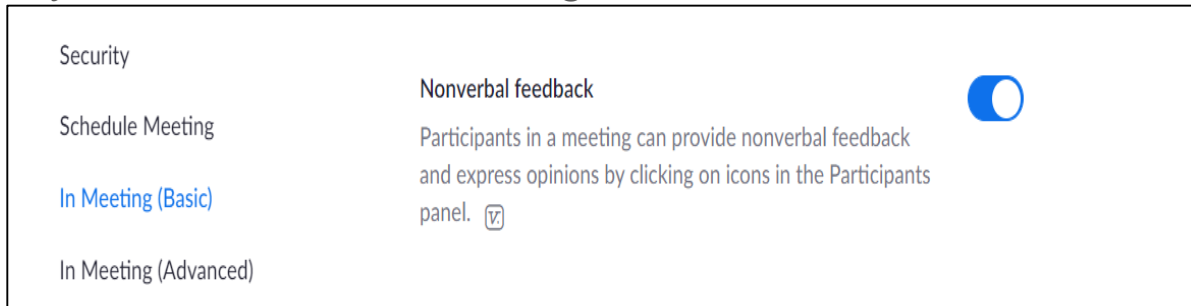 Security
Schedule Meeting
In Meeting (Basic)
In Meeting (Advanced)
Nonverbal feedback
Participants in a meeting can provide nonverbal feedback
and express opinions by clicking on icons in the Participants
panel.